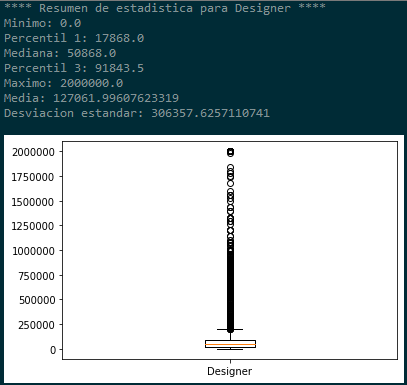 **** Resumen de estadistica para Designer ****
Minimo: 0.0
Percentil 1: 17868.0
Mediana: 50868.0
Percentil 3: 91843.5
Maximo: 2000000.0
Media: 127061.99607623319
Desviacion estandar: 306357.6257110741
2000000
1750000
1500000
1250000
1000000
750000
500000
250000
0
Designer